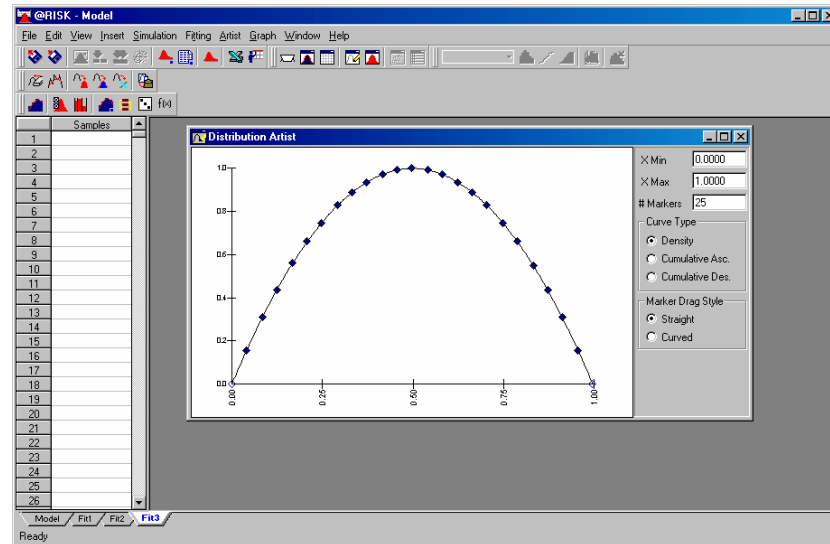 @RISK - Model
File Edit View Insert Simulation Fitting Artist Graph Window Help
f(x)
Samples
1
2
3
4
5
6
7
8
9
10
11
12
13
14
15
16
17
18
19
20
21
22
23
24
25
26
Distribution Artist
1.0
0.8
0.6
0.4
0.2
0.0
0.00
0.25
0.50
0.75
1.00
X Min 0.0000
X Max 1.0000
# Markers 25
Curve Type
Density
Cumulative Asc.
Cumulative Des.
Marker Drag Style
Straight
Curved
Model Fit1 Fit2 Fit3
Ready